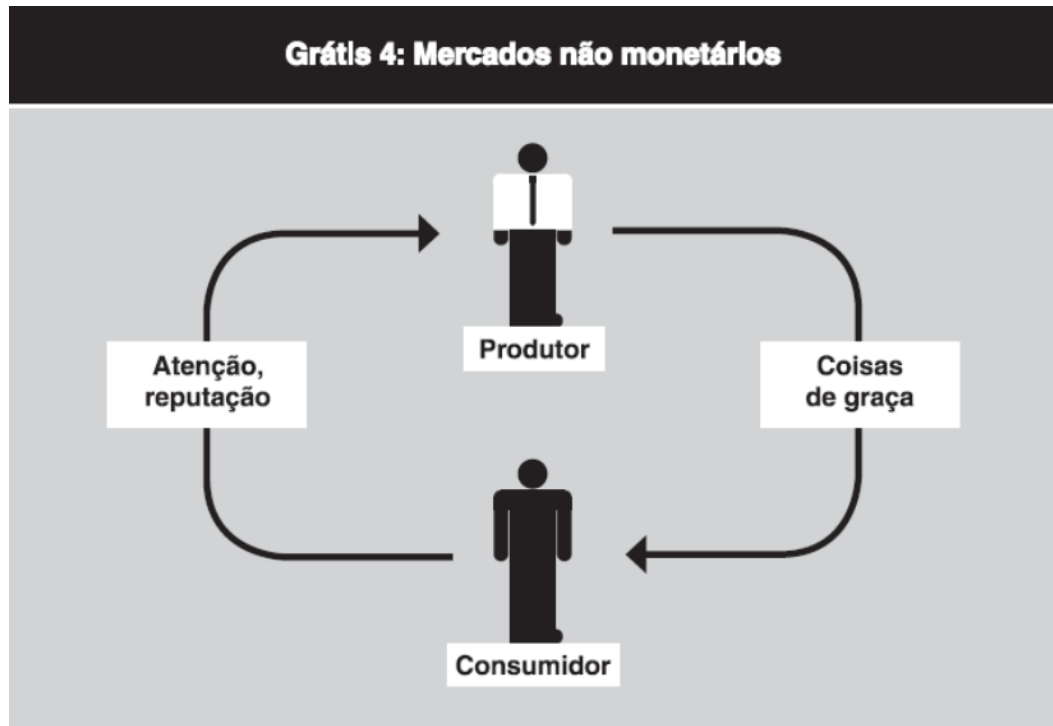 Grátis 4: Mercados não monetários
Produtor
Atenção,
reputação
Coisas
de graça
Consumidor